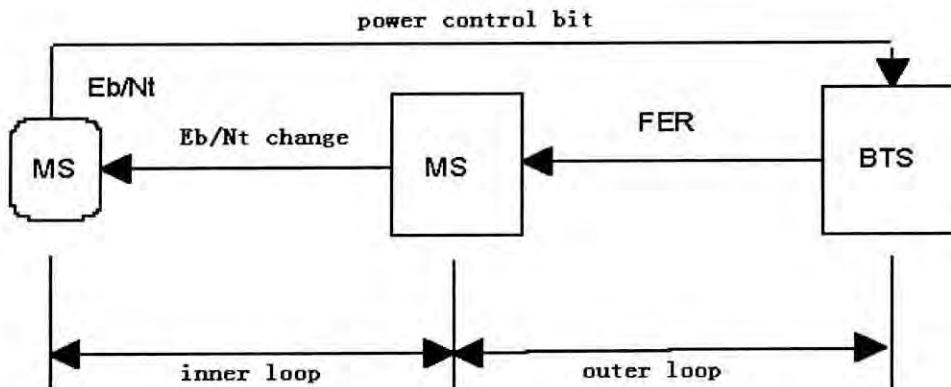 power control bit
Eb/Nt
Eb/Nt change
FER
MS
MS
BTS
inner loop
outer loop